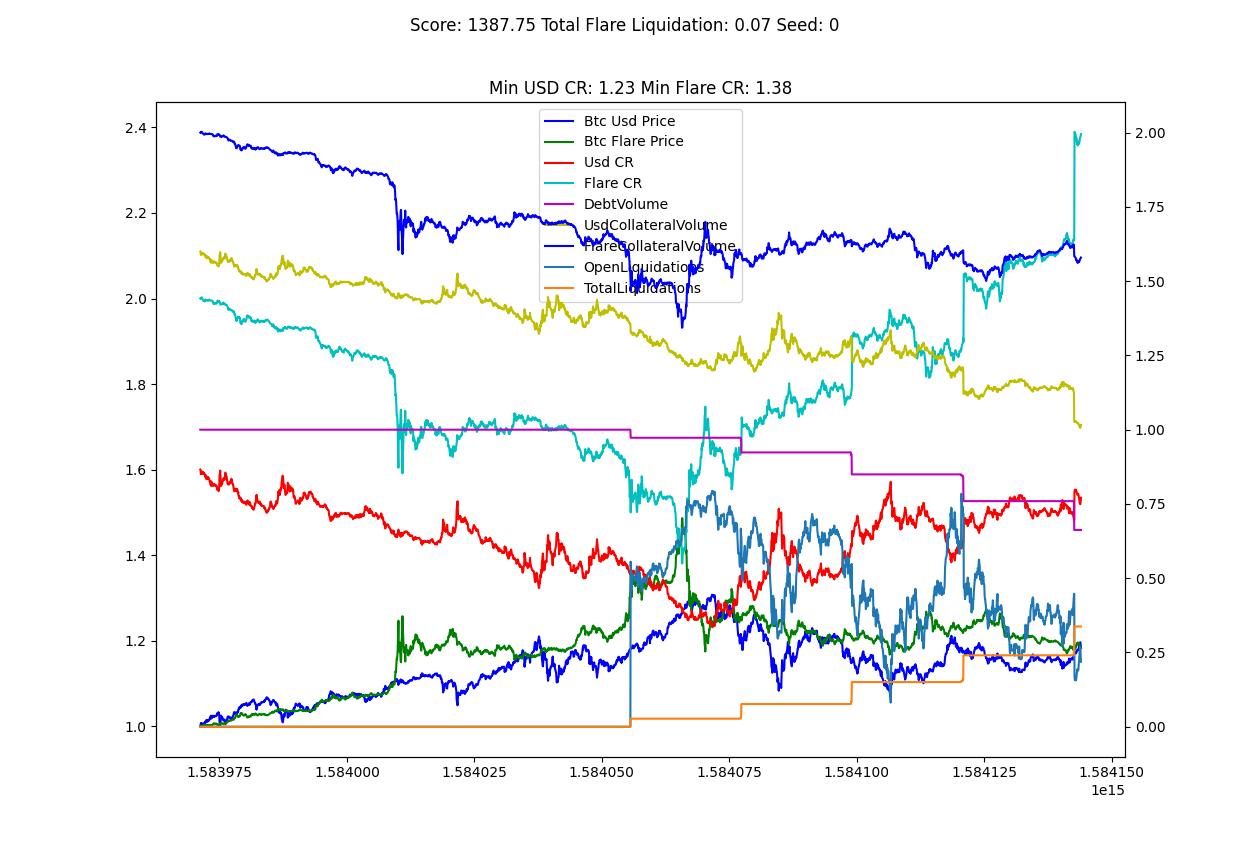 Score: 1387.75 Total Flare Liquidation: 0.07 Seed: 0
Min USD CR: 1.23 Min Flare CR: 1.38
Btc Usd Price
Btc Flare Price
Usd CR
Flare CR
DebtVolume
UsdCollateralVolume
FlareCollateralVolume
OpenLiquidations
TotalLiquidations
2.4
2.2
2.0
1.8
1.6
1.4
1.2
1.0
2.00
1.75
1.50
1.25
1.00
0.75
0.50
0.25
0.00
1.583975 1.584000 1.584025 1.584050 1.584075 1.584100 1.584125 1.584150
1e15